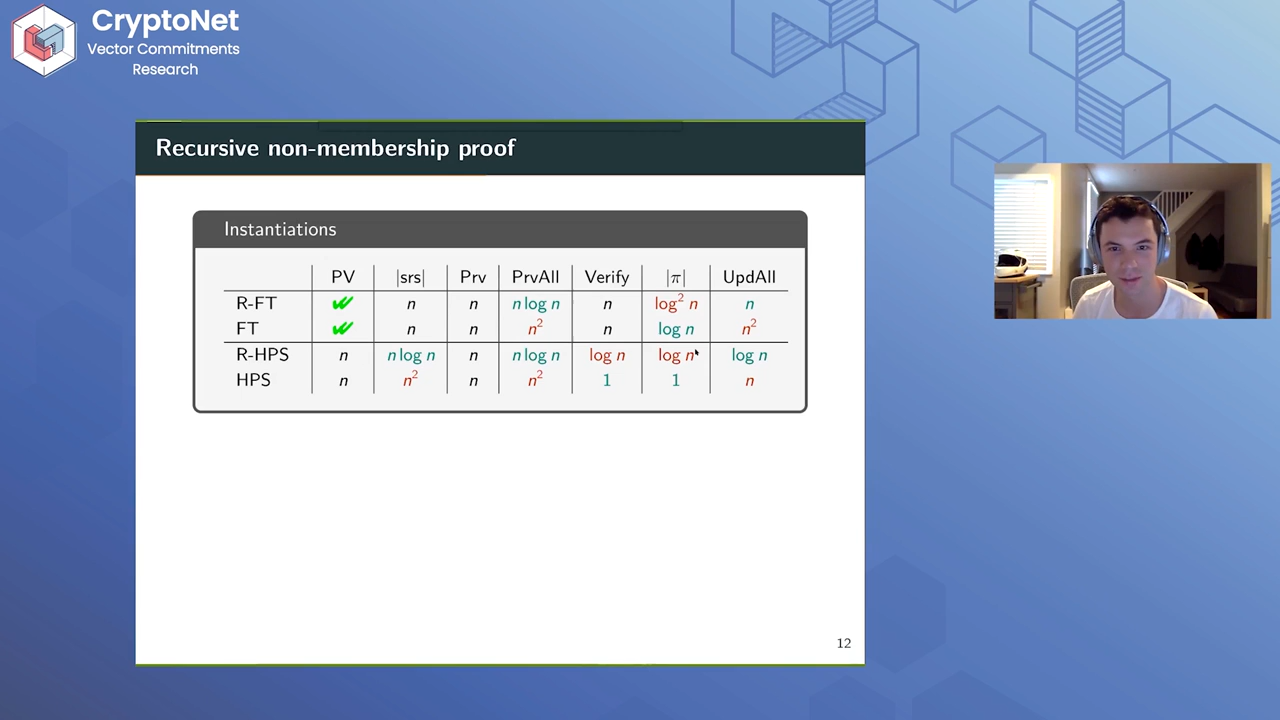 CryptoNet
Vector Commitments
Research
Recursive non-membership proof
Instantiations
PV |srs| Prv PrvAll Verify |π| UpdAll
R-FT ✔✔ n n n log n n log² n n
FT ✔✔ n n n² n log n n²
R-HPS n n log n n n log n log n log n log n
HPS n n² n n² 1 1 n
12